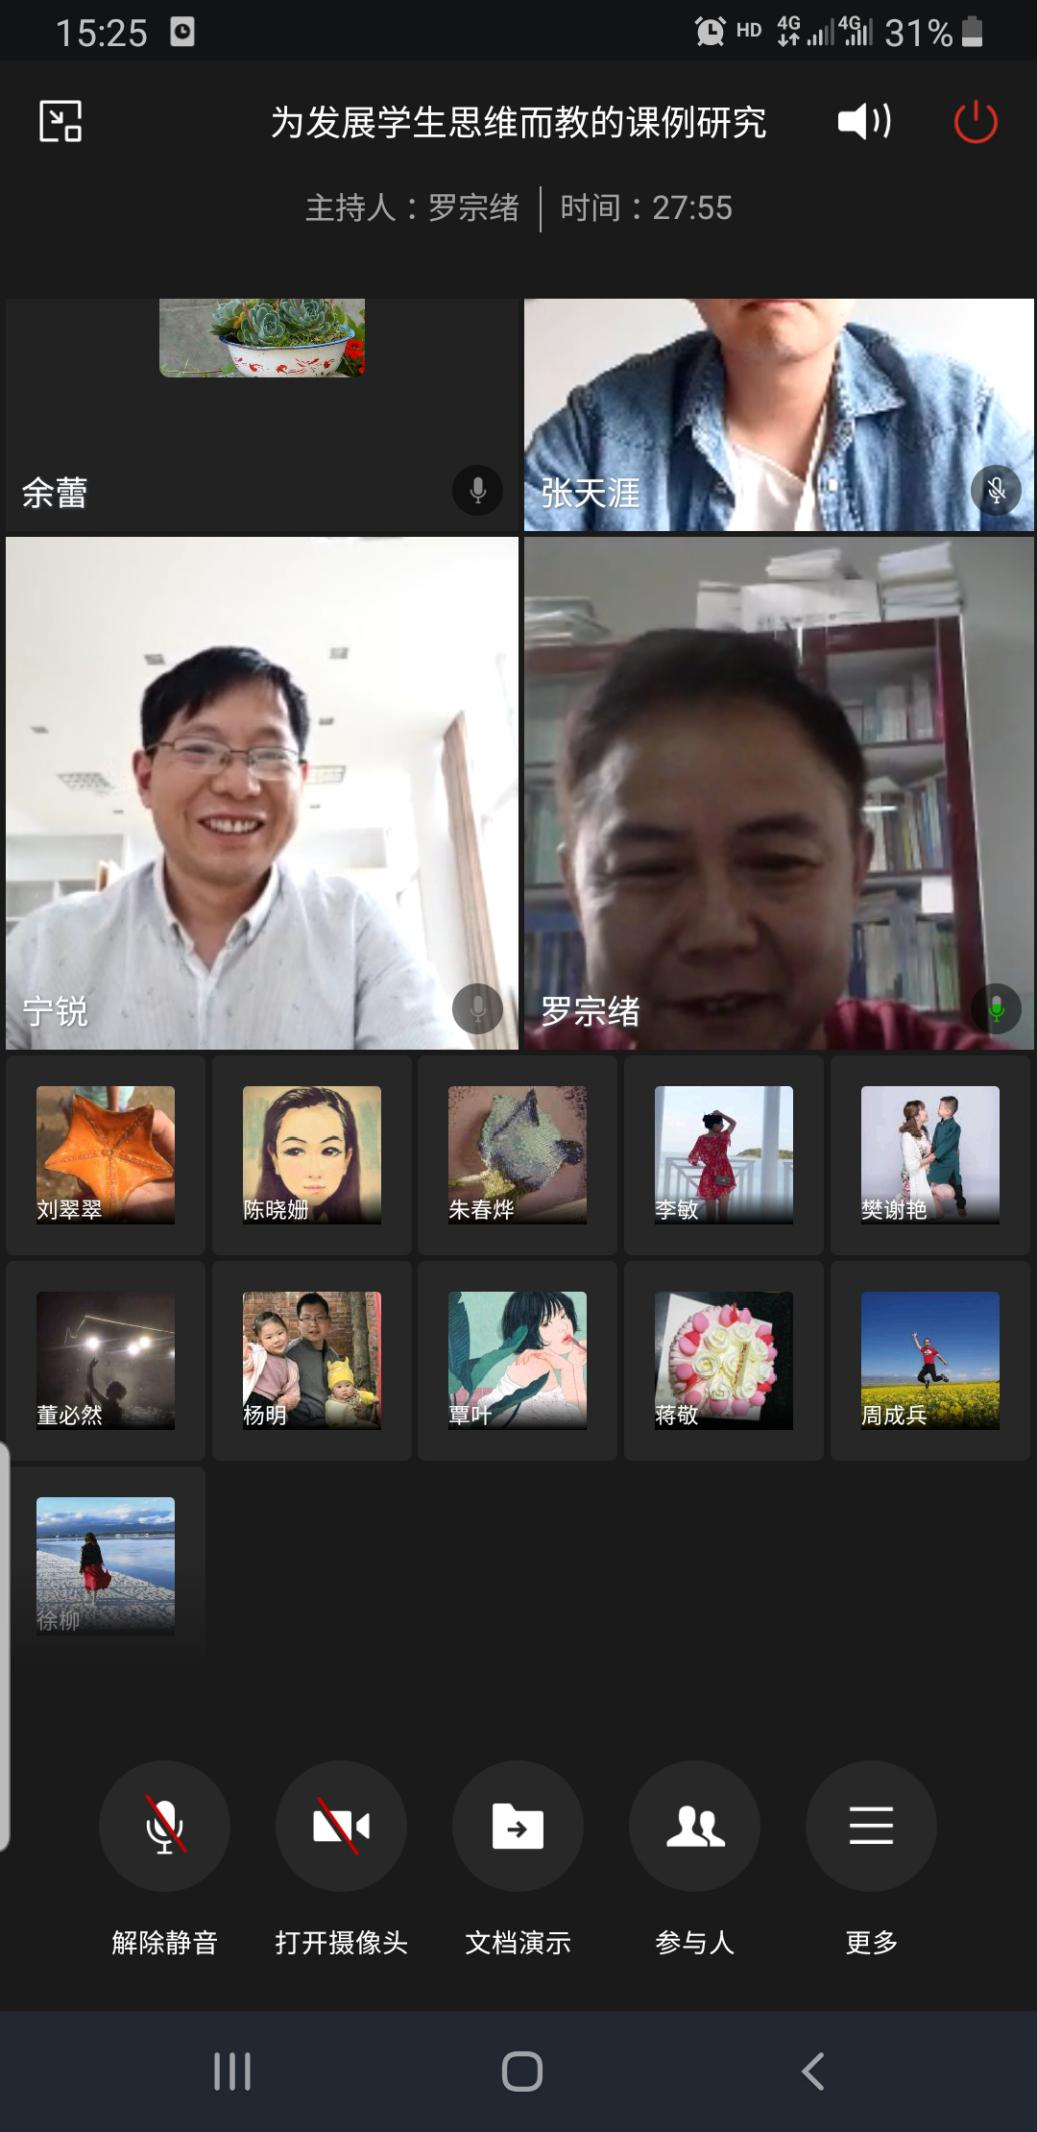 15:25 HD 4G 4G 31%
为发展学生思维而教的课例研究
主持人：罗宗绪 | 时间：27:55
余蕾 张天涯
宁锐 罗宗绪
刘翠翠 陈晓姗 朱春烨 李敏 樊谢艳
董必然 杨明 覃叶 蒋敬 周成兵
徐柳
解除静音 打开摄像头 文档演示 参与人 更多